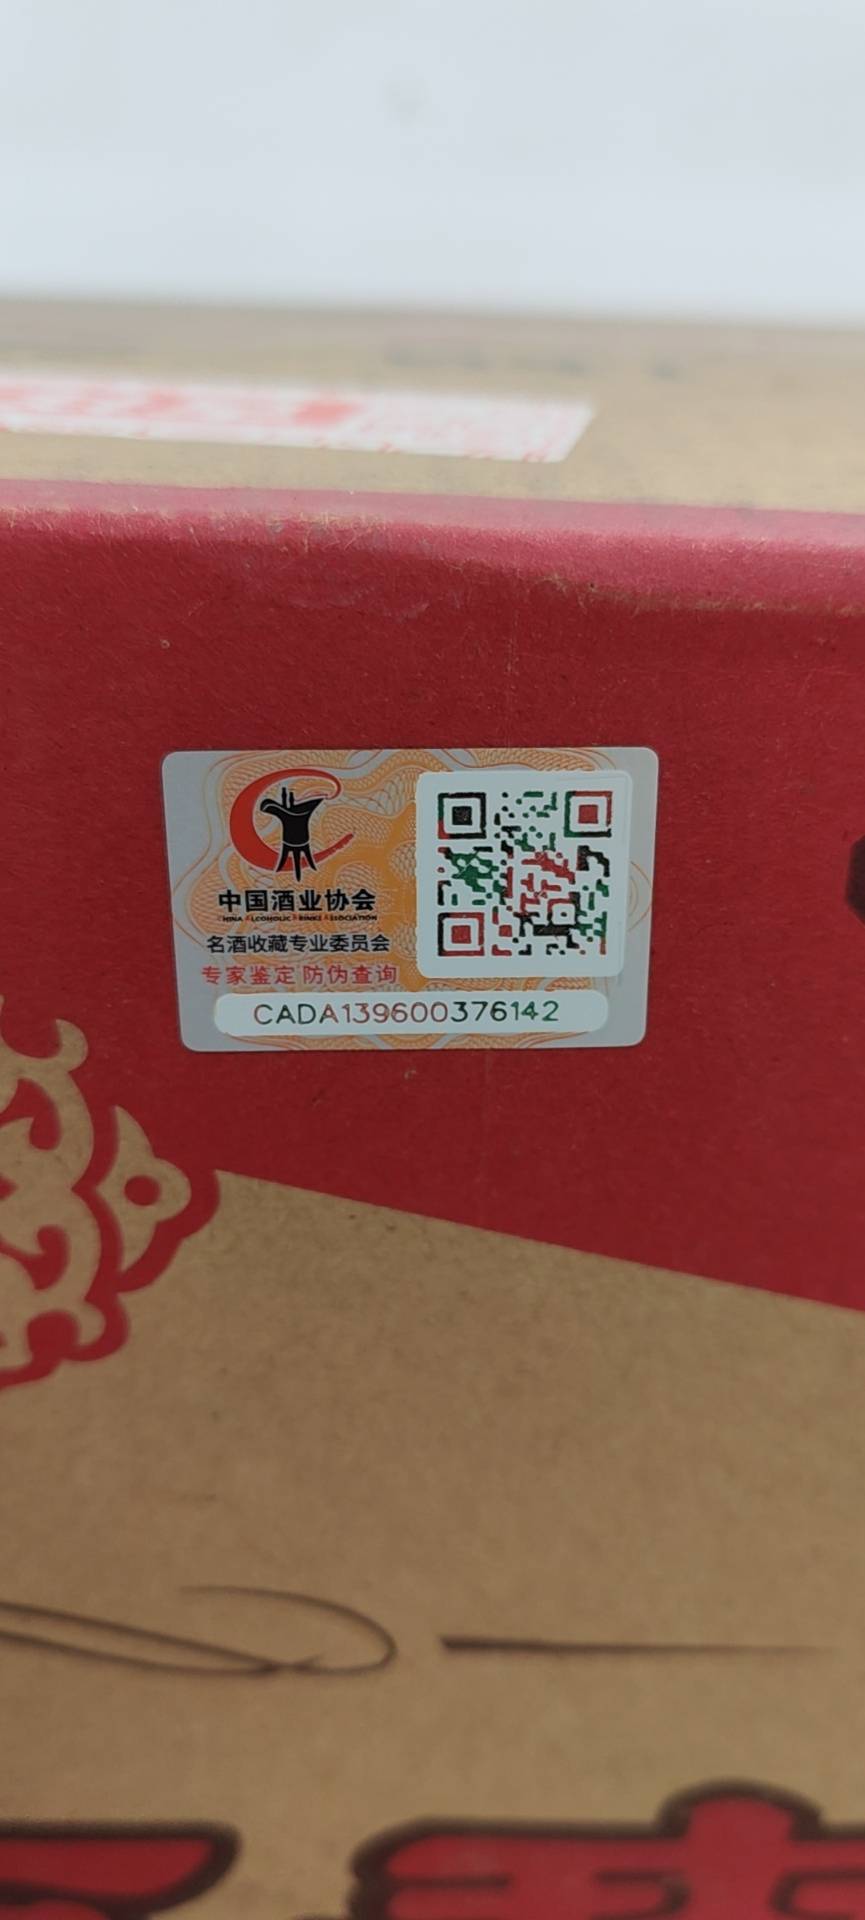 中国酒业协会
CHINA ALCOHOLIC DRINKS ASSOCIATION
名酒收藏专业委员会
专家鉴定 防伪查询
CADA139600376142